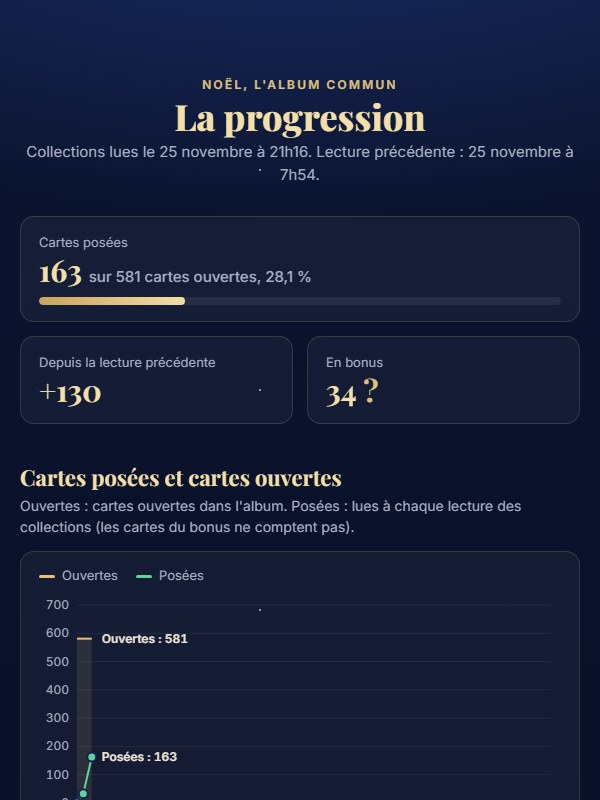 NOËL, L'ALBUM COMMUN
La progression
Collections lues le 25 novembre à 21h16. Lecture précédente : 25 novembre à
7h54.
Cartes posées
163 sur 581 cartes ouvertes, 28,1 %
Depuis la lecture précédente
+130
En bonus
34 ?
Cartes posées et cartes ouvertes
Ouvertes : cartes ouvertes dans l'album. Posées : lues à chaque lecture des
collections (les cartes du bonus ne comptent pas).
Ouvertes
Posées
700
600
Ouvertes : 581
500
400
300
200
Posées : 163
100
0